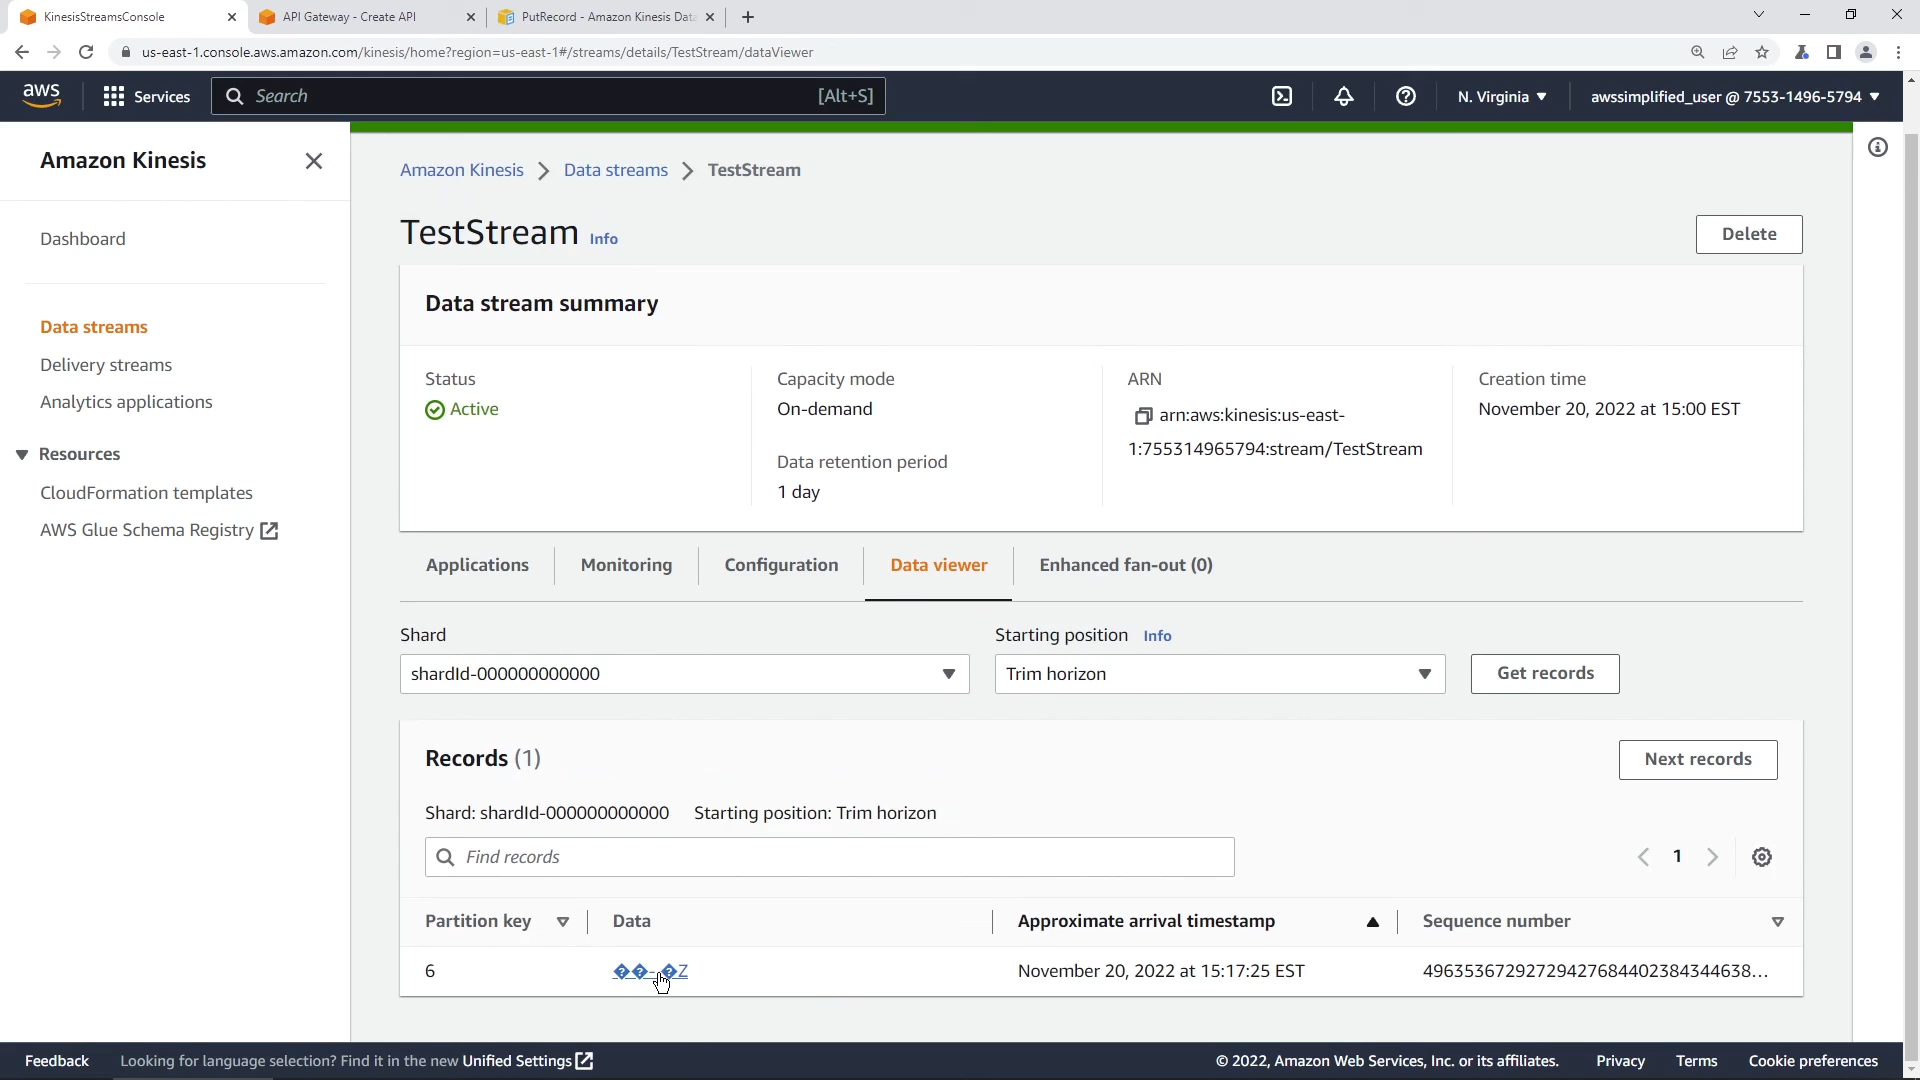 KinesisStreamsConsole
API Gateway - Create API
PutRecord - Amazon Kinesis Dat
us-east-1.console.aws.amazon.com/kinesis/home?region=us-east-1#/streams/details/TestStream/dataViewer
aws
Services
Search
[Alt+S]
N. Virginia
awssimplified_user @ 7553-1496-5794
Amazon Kinesis
Dashboard
Data streams
Delivery streams
Analytics applications
Resources
CloudFormation templates
AWS Glue Schema Registry
Amazon Kinesis
Data streams
TestStream
TestStream Info
Delete
Data stream summary
Status
Active
Capacity mode
On-demand
Data retention period
1 day
ARN
arn:aws:kinesis:us-east-
1:755314965794:stream/TestStream
Creation time
November 20, 2022 at 15:00 EST
Applications
Monitoring
Configuration
Data viewer
Enhanced fan-out (0)
Shard
shardId-000000000000
Starting position Info
Trim horizon
Get records
Records (1)
Next records
Shard: shardId-000000000000 Starting position: Trim horizon
Find records
1
Partition key
Data
Approximate arrival timestamp
Sequence number
6
November 20, 2022 at 15:17:25 EST
49635367292729427684402384344638...
Feedback
Looking for language selection? Find it in the new Unified Settings
© 2022, Amazon Web Services, Inc. or its affiliates.
Privacy
Terms
Cookie preferences